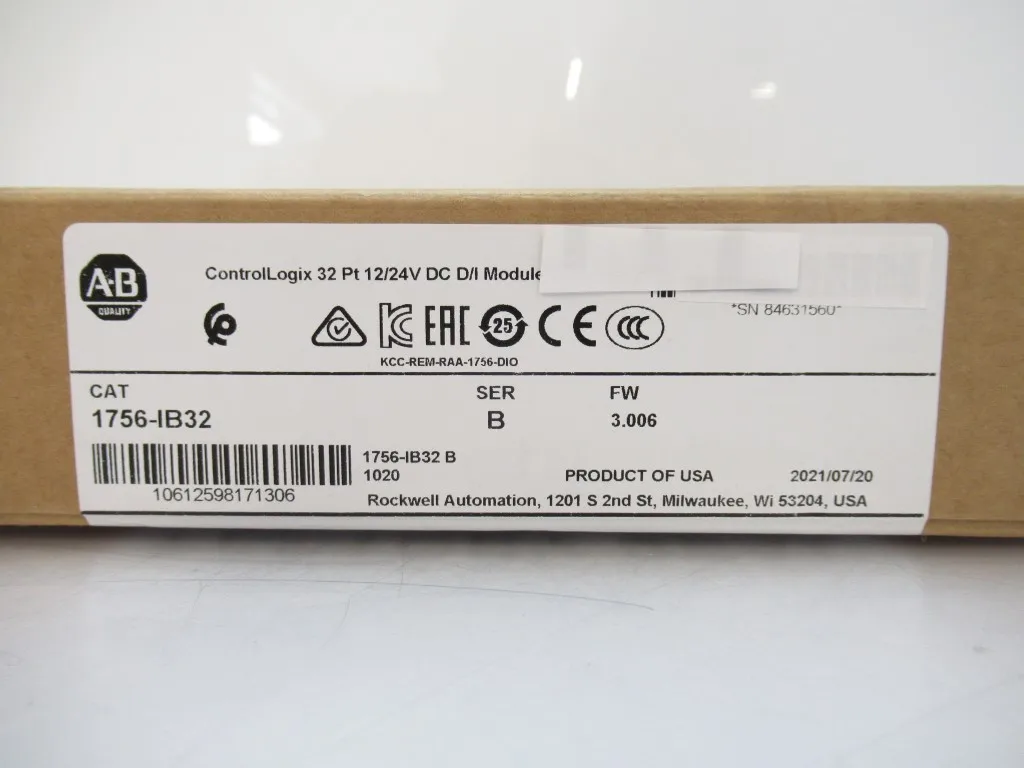 A-B
QUALITY
ControlLogix 32 Pt 12/24V DC D/I Module
*SN 84631560*
25
KCC-REM-RAA-1756-DIO
CAT SER FW
1756-IB32 B 3.006
1756-IB32 B
1020 PRODUCT OF USA 2021/07/20
10612598171306
Rockwell Automation, 1201 S 2nd St, Milwaukee, Wi 53204, USA